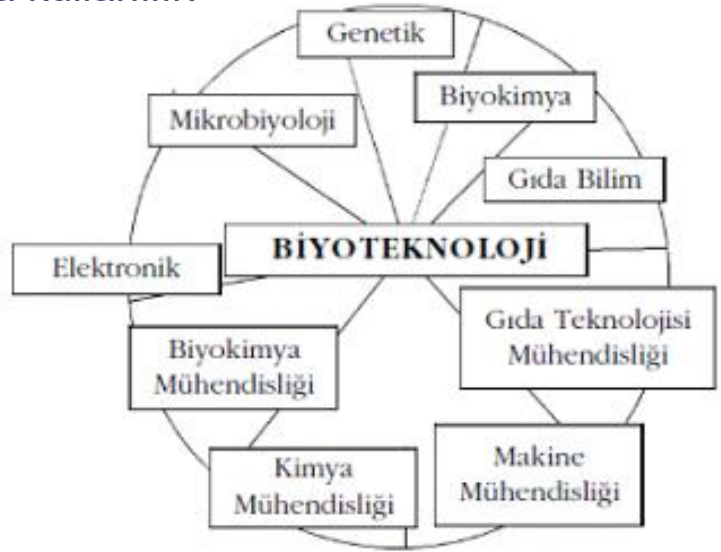 Genetik
Biyokimya
Mikrobiyoloji
Gıda Bilim
BİYOTEKNOLOJİ
Elektronik
Gıda Teknolojisi
Mühendisliği
Biyokimya
Mühendisliği
Makine
Mühendisliği
Kimya
Mühendisliği